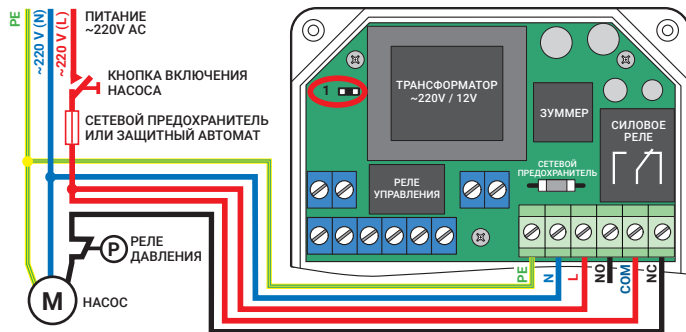 PE
~220 V (N)
~220 V (L)
ПИТАНИЕ
~220V AC
КНОПКА ВКЛЮЧЕНИЯ
НАСОСА
СЕТЕВОЙ ПРЕДОХРАНИТЕЛЬ
ИЛИ ЗАЩИТНЫЙ АВТОМАТ
P
РЕЛЕ
ДАВЛЕНИЯ
M
НАСОС
1
ТРАНСФОРМАТОР
~220V / 12V
ЗУММЕР
СИЛОВОЕ
РЕЛЕ
РЕЛЕ
УПРАВЛЕНИЯ
СЕТЕВОЙ
ПРЕДОХРАНИТЕЛЬ
PE
N
L
NO
COM
NC